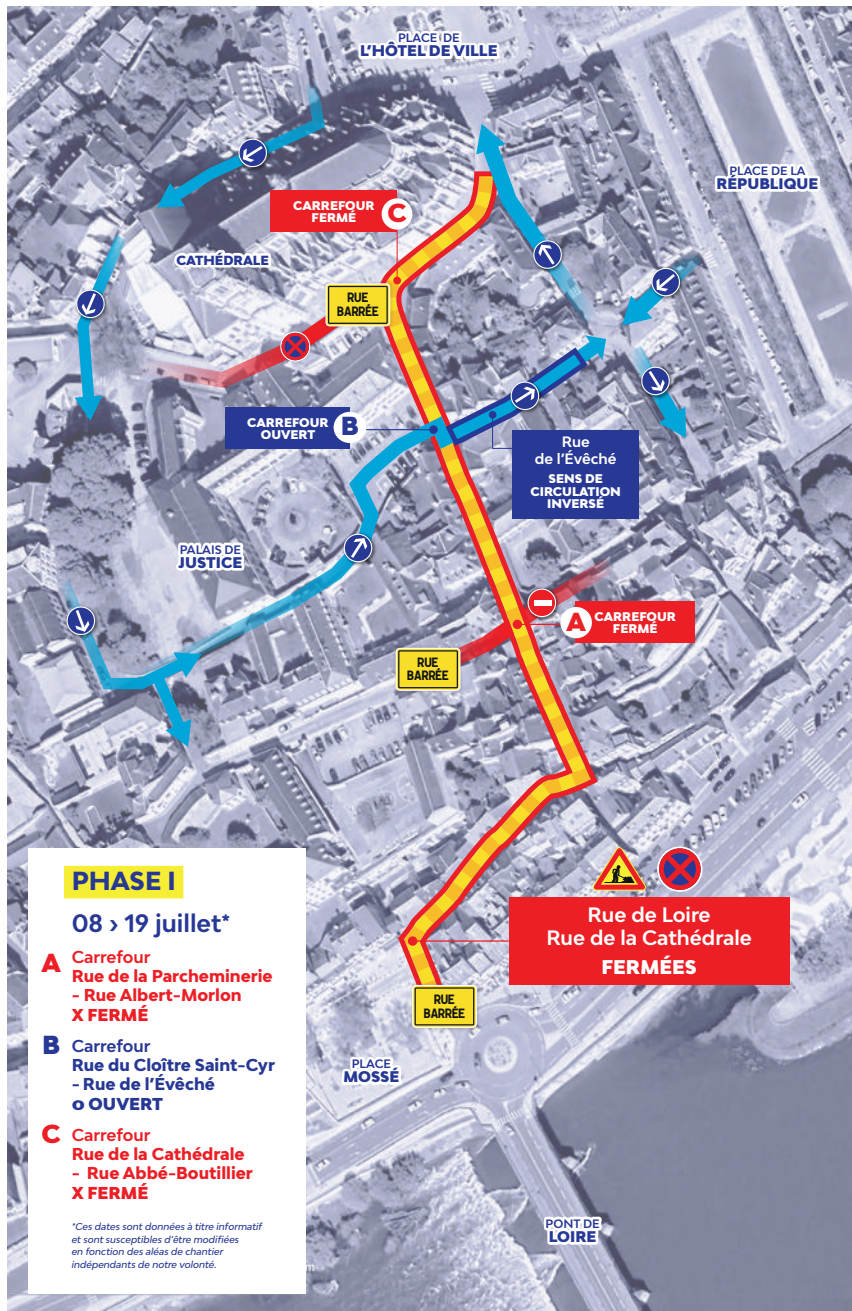 PLACE DE
L'HÔTEL DE VILLE
PLACE DE LA
RÉPUBLIQUE
CARREFOUR
FERMÉ
C
CATHÉDRALE
RUE
BARRÉE
CARREFOUR
OUVERT
B
Rue
de l'Évêché
SENS DE
CIRCULATION
INVERSÉ
PALAIS DE
JUSTICE
A
CARREFOUR
FERMÉ
RUE
BARRÉE
Rue de Loire
Rue de la Cathédrale
FERMÉES
RUE
BARRÉE
PLACE
MOSSÉ
PONT DE
LOIRE
PHASE I
08 › 19 juillet*
A Carrefour
Rue de la Parcheminerie
- Rue Albert-Morlon
X FERMÉ
B Carrefour
Rue du Cloître Saint-Cyr
- Rue de l'Évêché
o OUVERT
C Carrefour
Rue de la Cathédrale
- Rue Abbé-Boutillier
X FERMÉ
*Ces dates sont données à titre informatif
et sont susceptibles d'être modifiées
en fonction des aléas de chantier
indépendants de notre volonté.